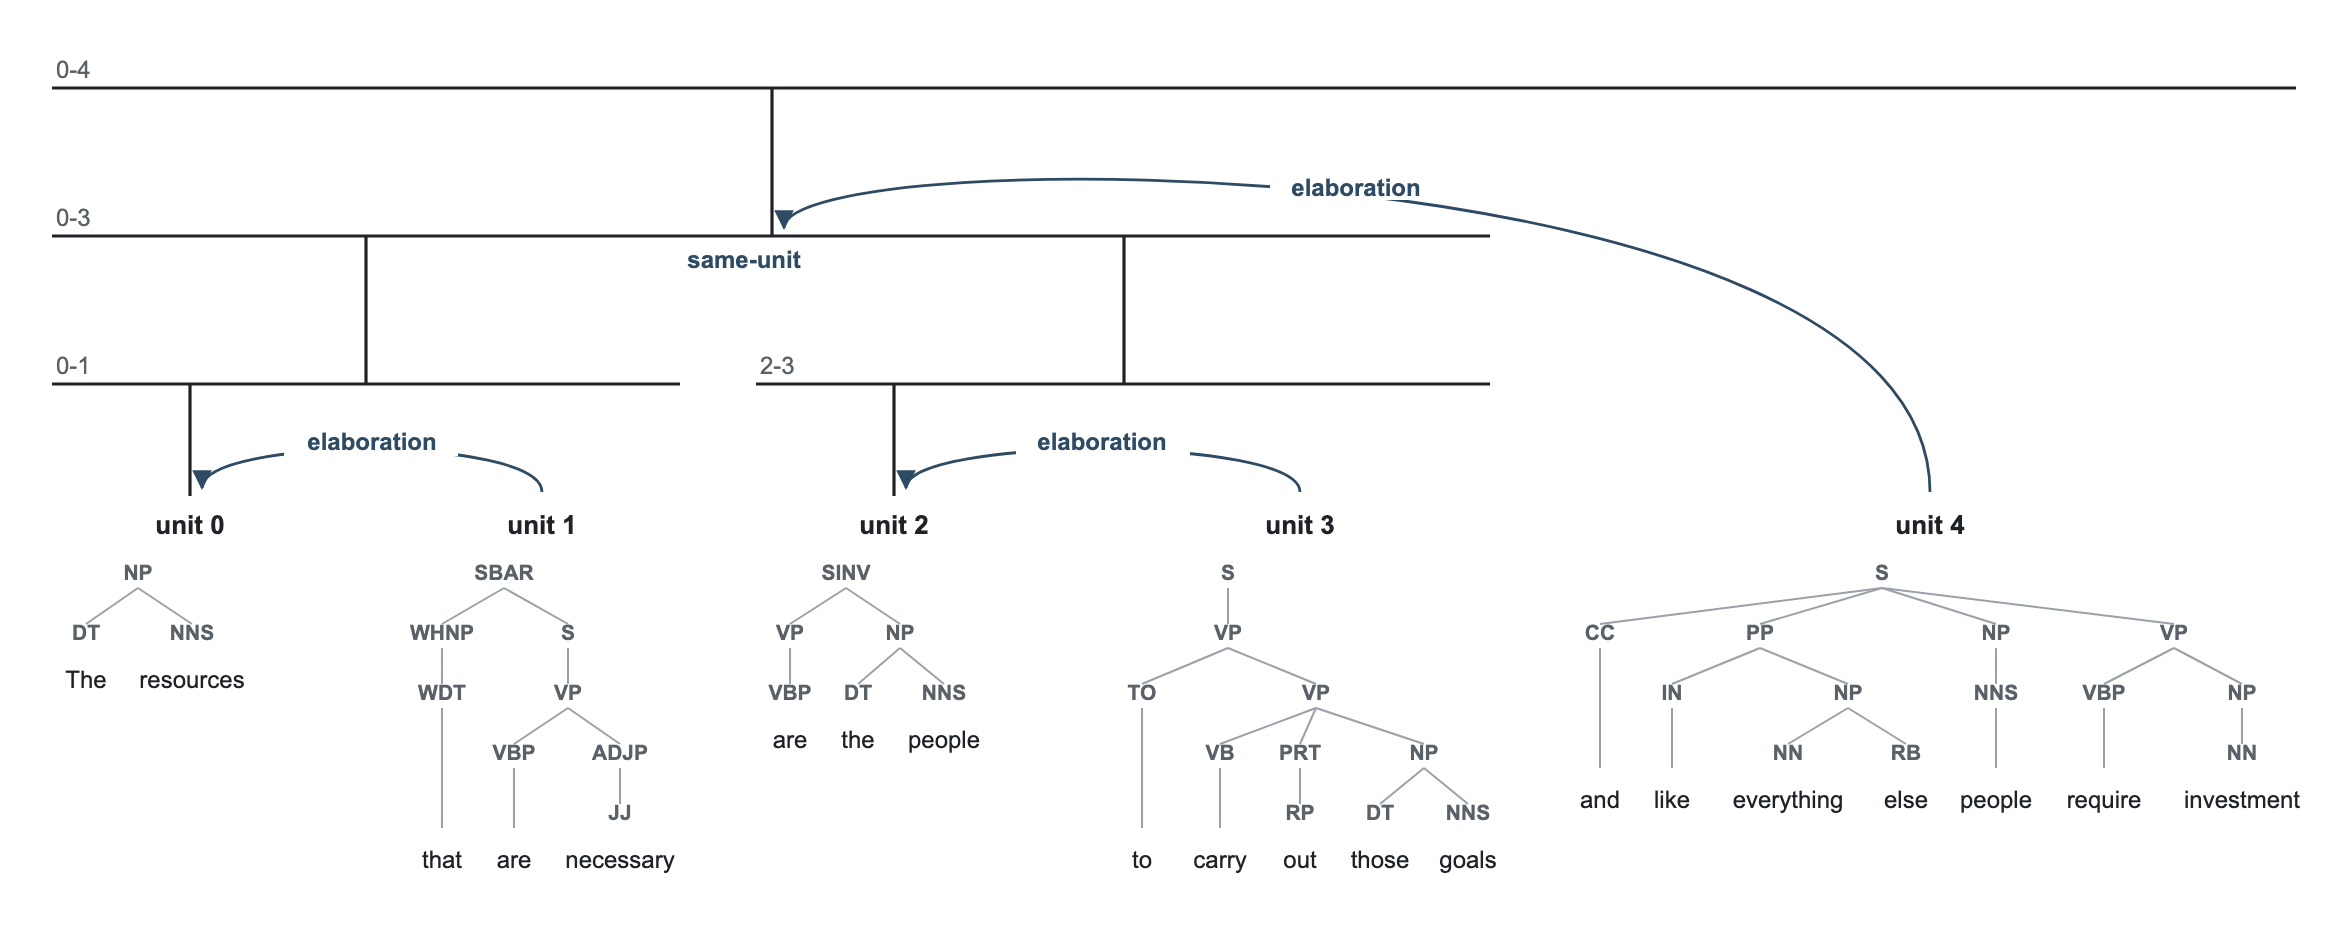 0-4
elaboration
0-3
same-unit
0-1 2-3
elaboration elaboration
unit 0 unit 1 unit 2 unit 3 unit 4
NP SBAR SINV S S
DT NNS WHNP S VP NP VP CC PP NP VP
The resources WDT VP VBP DT NNS TO VP IN NP NNS VBP NP
are the people
VBP ADJP VB PRT NP NN RB NN
and like everything else people require investment
JJ RP DT NNS
that are necessary to carry out those goals